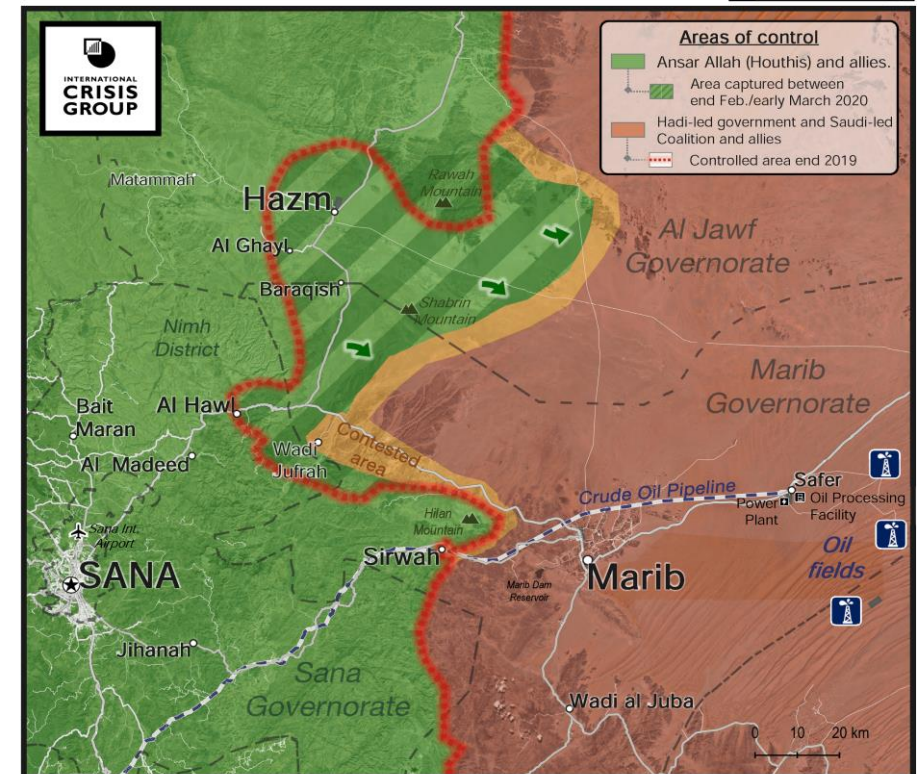 INTERNATIONAL
CRISIS
GROUP
Areas of control
Ansar Allah (Houthis) and allies.
Area captured between
end Feb./early March 2020
Hadi-led government and Saudi-led
Coalition and allies
Controlled area end 2019
Matammah
Rawah
Mountain
Hazm
Al Ghayl
Al Jawf
Governorate
Baraqish
Shabrin
Mountain
Nimh
District
Marib
Governorate
Bait
Maran
Al Hawl
Al Madeed
Wadi
Jufrah
Contested
area
Crude Oil Pipeline
Safer
Oil Processing
Facility
Power
Plant
Hilan
Mountain
Sana Int.
Airport
SANA
Sirwah
Marib
Marib Dam
Reservoir
Oil
fields
Jihanah
Sana
Governorate
Wadi al Juba
0 10 20 km